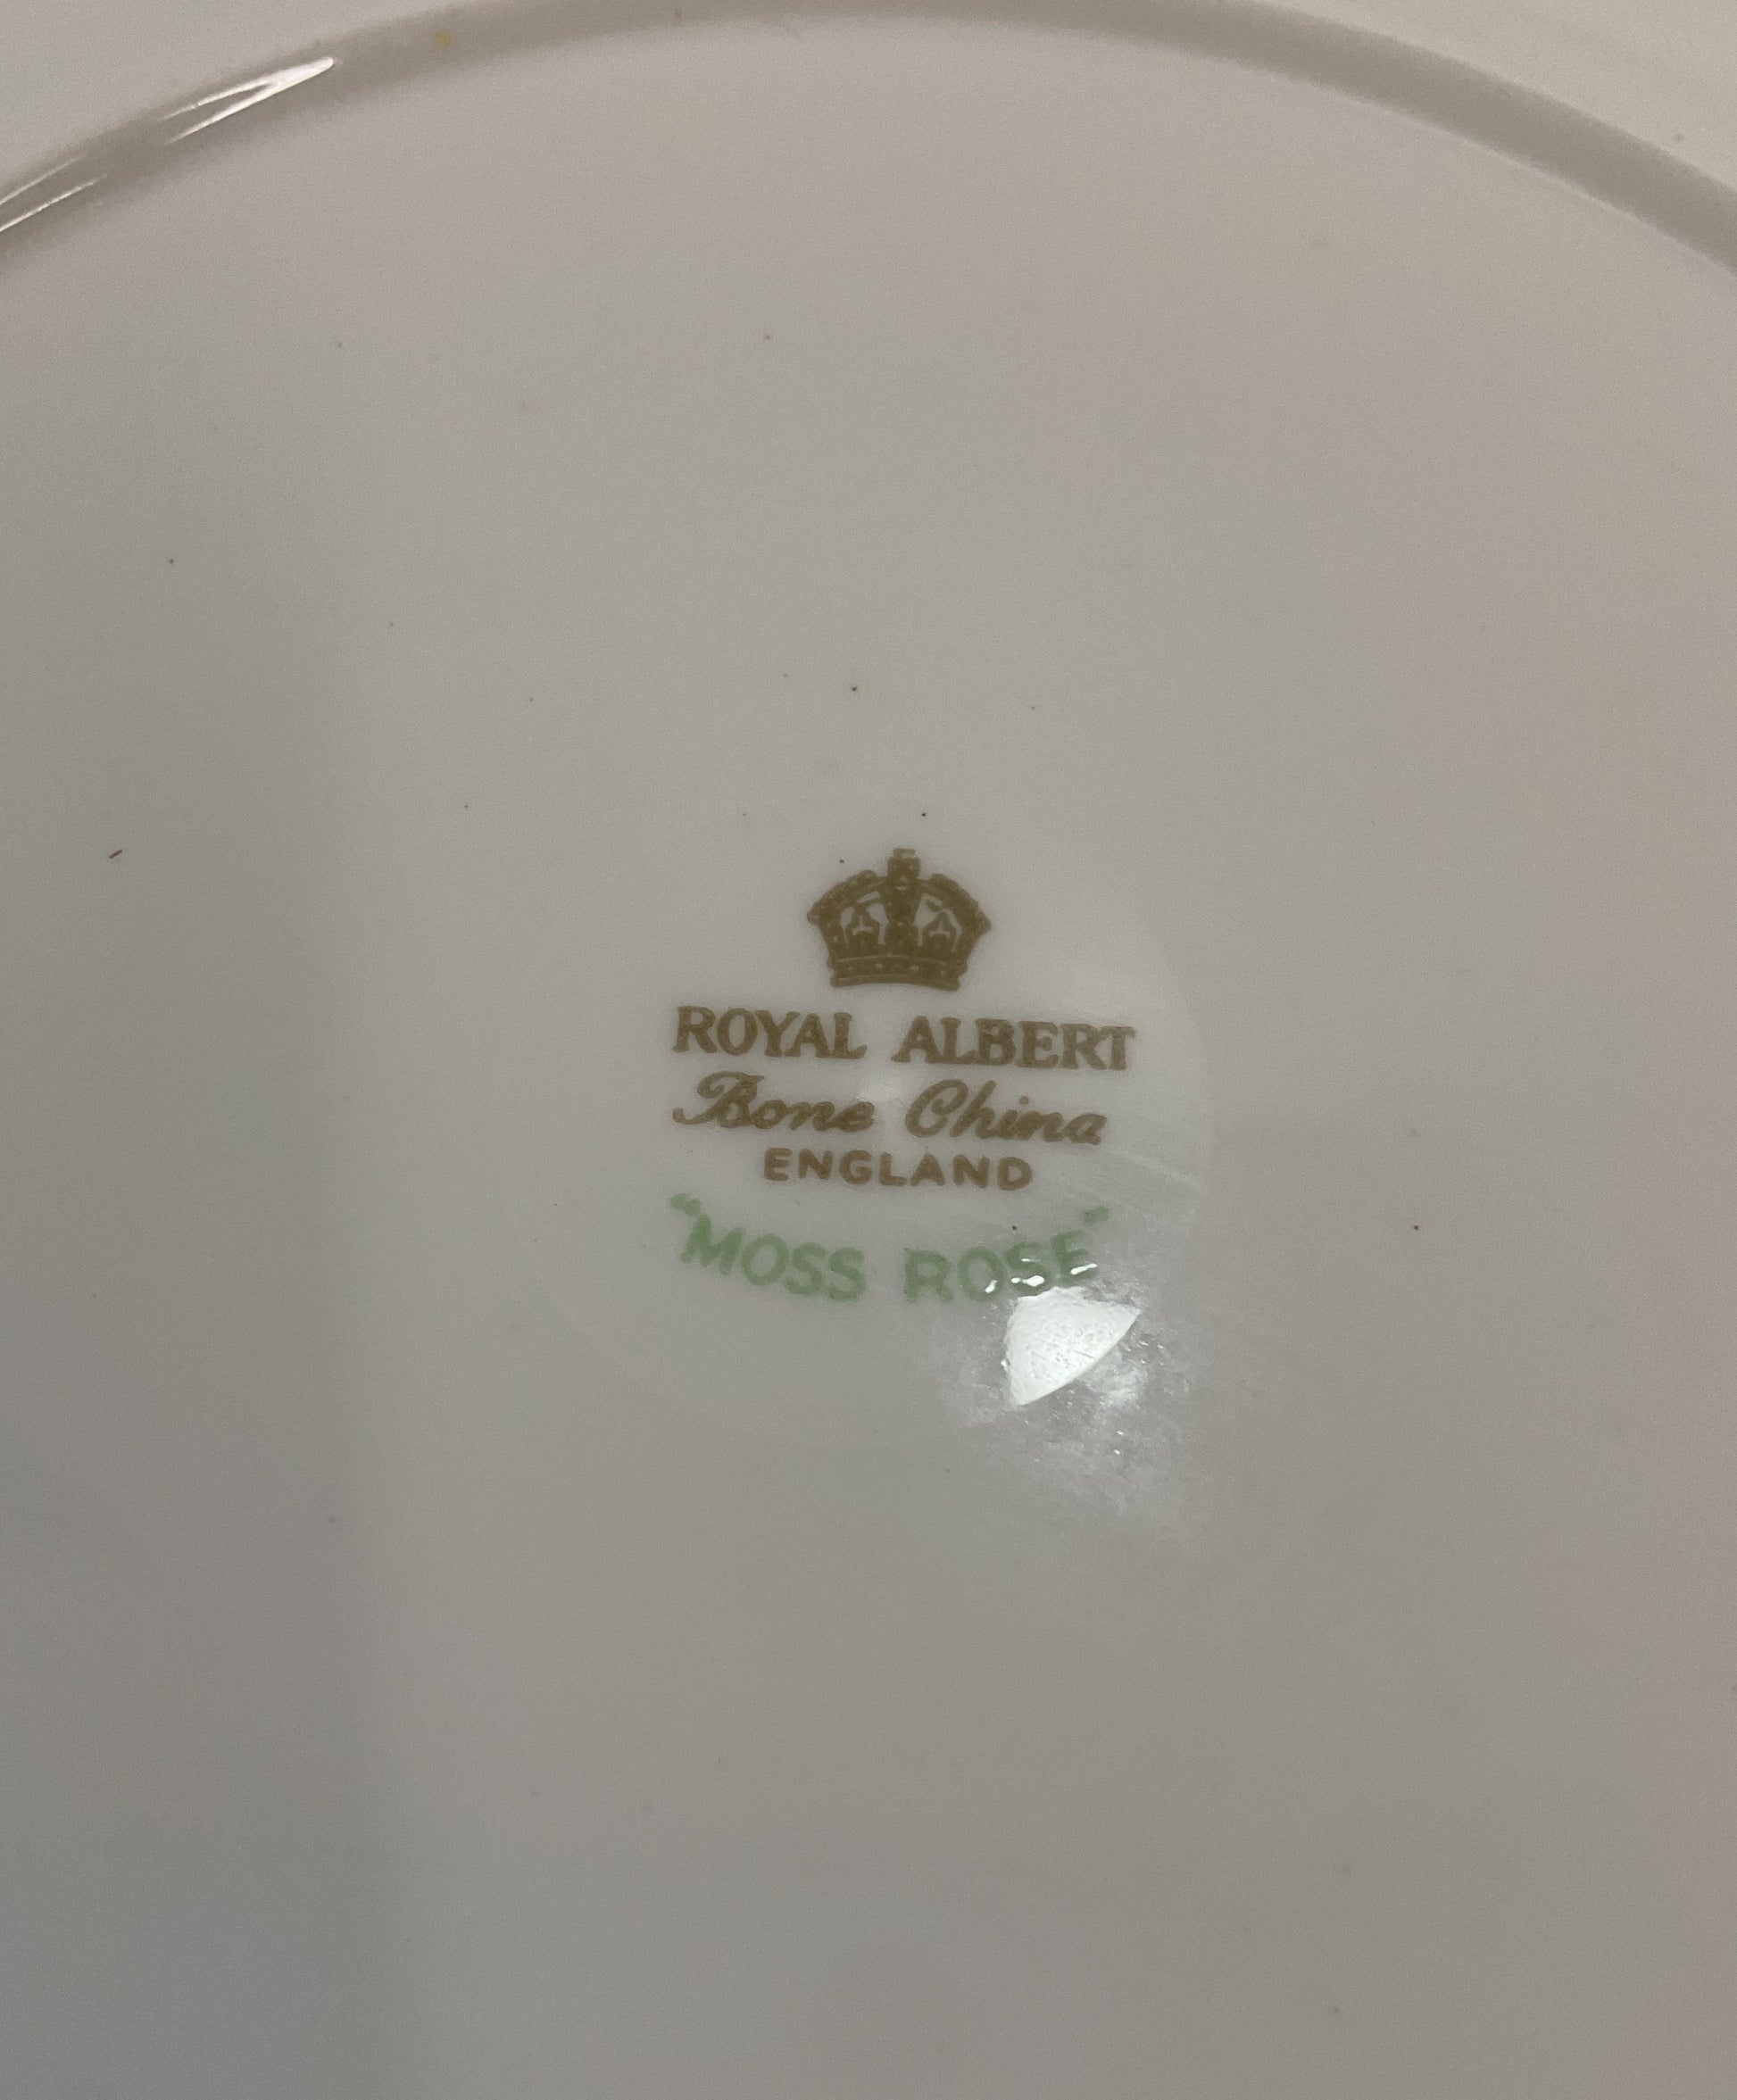 ROYAL ALBERT
Bone China
ENGLAND
"MOSS ROSE"